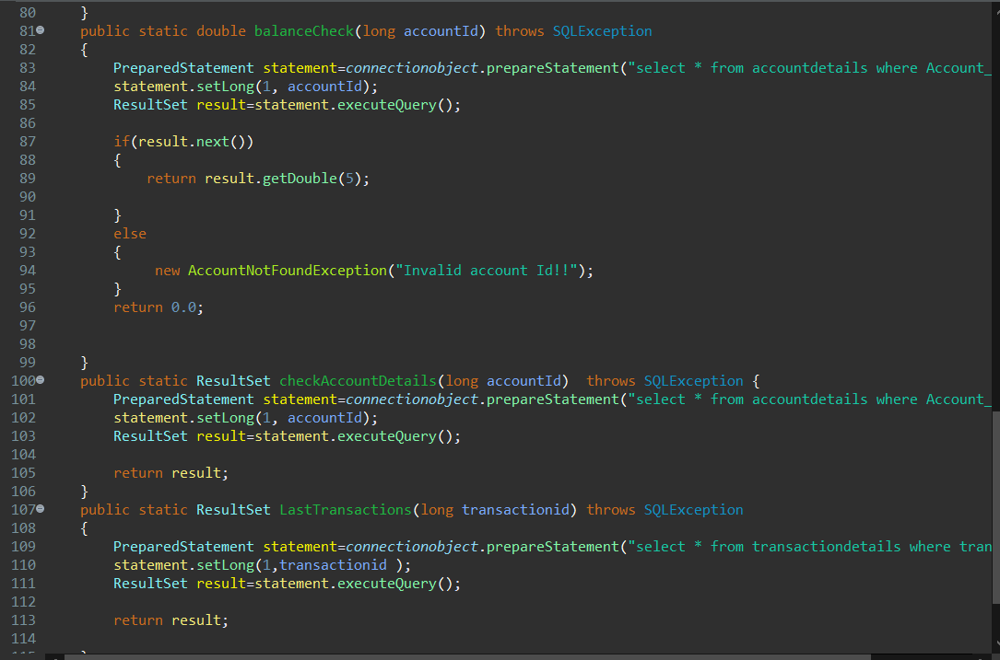 80 }
81 public static double balanceCheck(long accountId) throws SQLException
82 {
83 PreparedStatement statement=connectionobject.prepareStatement("select * from accountdetails where Account_
84 statement.setLong(1, accountId);
85 ResultSet result=statement.executeQuery();
86
87 if(result.next())
88 {
89 return result.getDouble(5);
90
91 }
92 else
93 {
94 new AccountNotFoundException("Invalid account Id!!");
95 }
96 return 0.0;
97
98
99 }
100 public static ResultSet checkAccountDetails(long accountId)  throws SQLException {
101 PreparedStatement statement=connectionobject.prepareStatement("select * from accountdetails where Account_
102 statement.setLong(1, accountId);
103 ResultSet result=statement.executeQuery();
104
105 return result;
106 }
107 public static ResultSet LastTransactions(long transactionid) throws SQLException
108 {
109 PreparedStatement statement=connectionobject.prepareStatement("select * from transactiondetails where tran
110 statement.setLong(1,transactionid );
111 ResultSet result=statement.executeQuery();
112
113 return result;
114